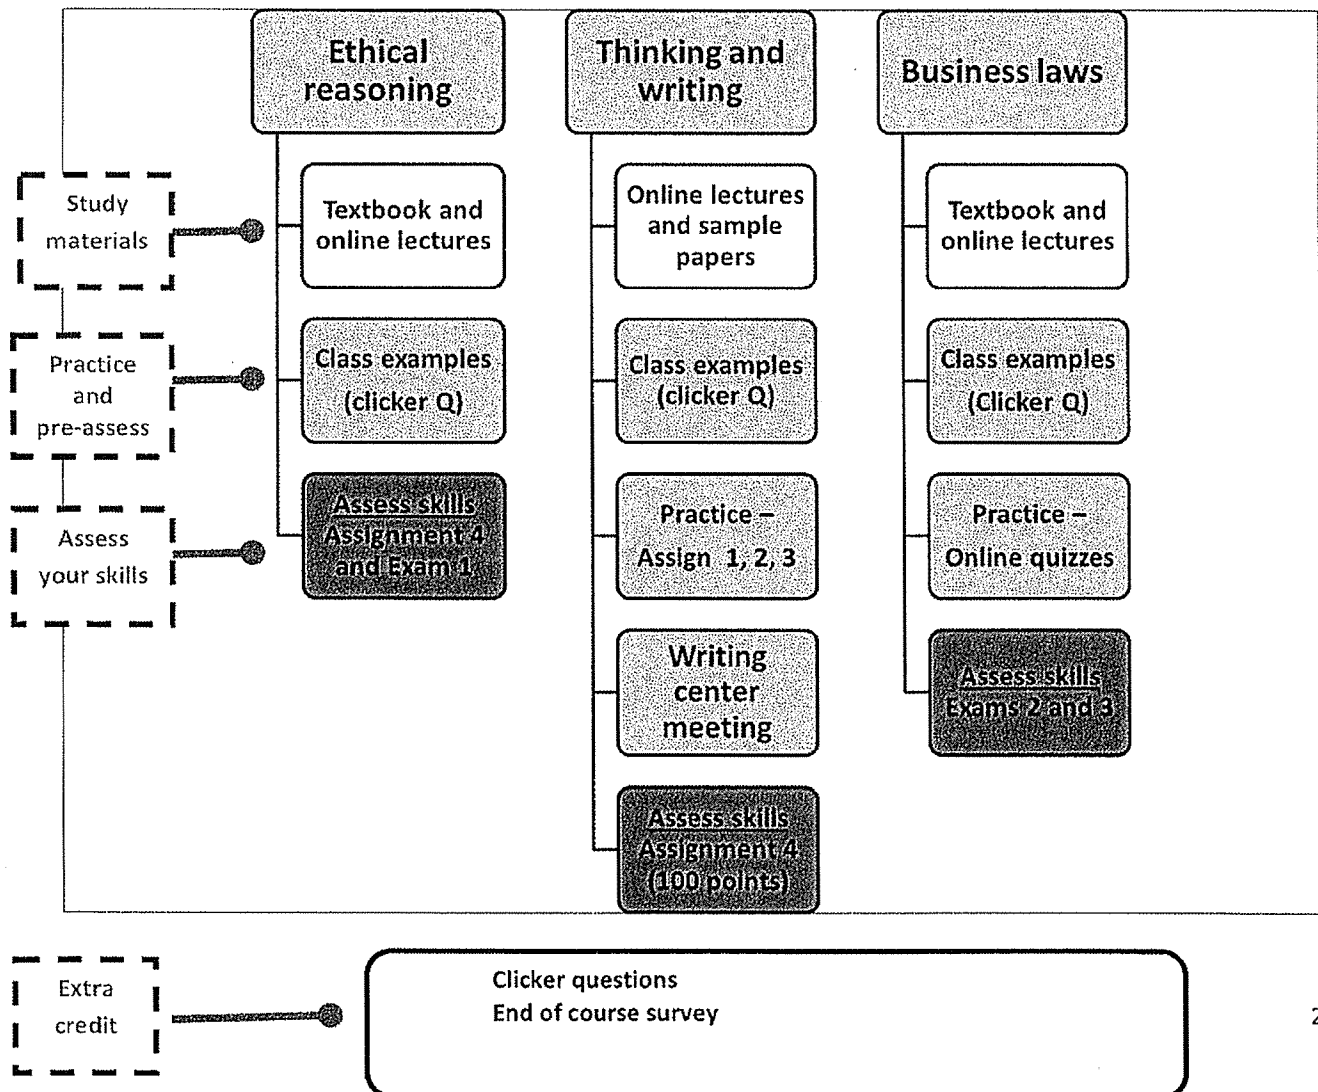 Ethical
reasoning
Thinking and
writing
Business laws
Study
materials
Textbook and
online lectures
Online lectures
and sample
papers
Textbook and
online lectures
Practice
and
pre-assess
Class examples
(clicker Q)
Class examples
(clicker Q)
Class examples
(Clicker Q)
Assess
your skills
Assess skills
Assignment 4
and Exam 1
Practice –
Assign 1, 2, 3
Practice –
Online quizzes
Writing
center
meeting
Assess skills
Exams 2 and 3
Assess skills
Assignment 4
(100 points)
Extra
credit
Clicker questions
End of course survey
2